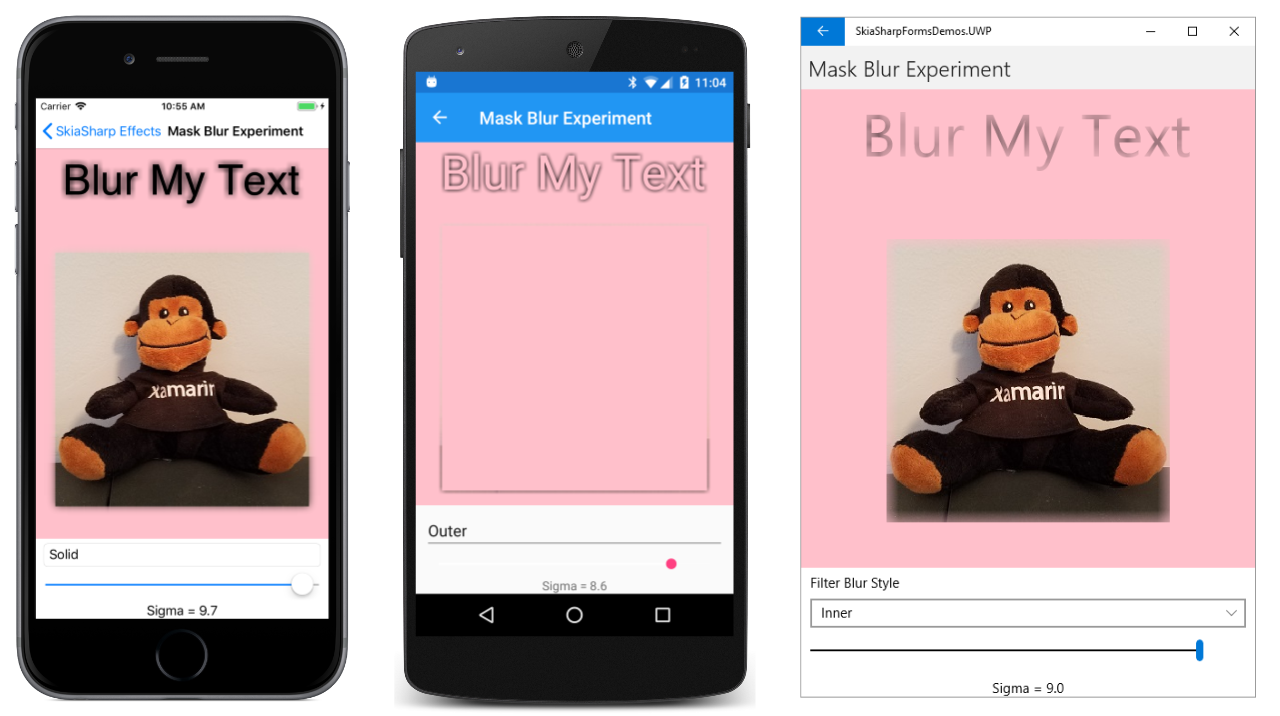 Carrier 10:55 AM
SkiaSharp Effects Mask Blur Experiment
Blur My Text
Xamarin
Solid
Sigma = 9.7
11:04
Mask Blur Experiment
Blur My Text
Outer
Sigma = 8.6
SkiaSharpFormsDemos.UWP
Mask Blur Experiment
Blur My Text
Xamarin
Filter Blur Style
Inner
Sigma = 9.0